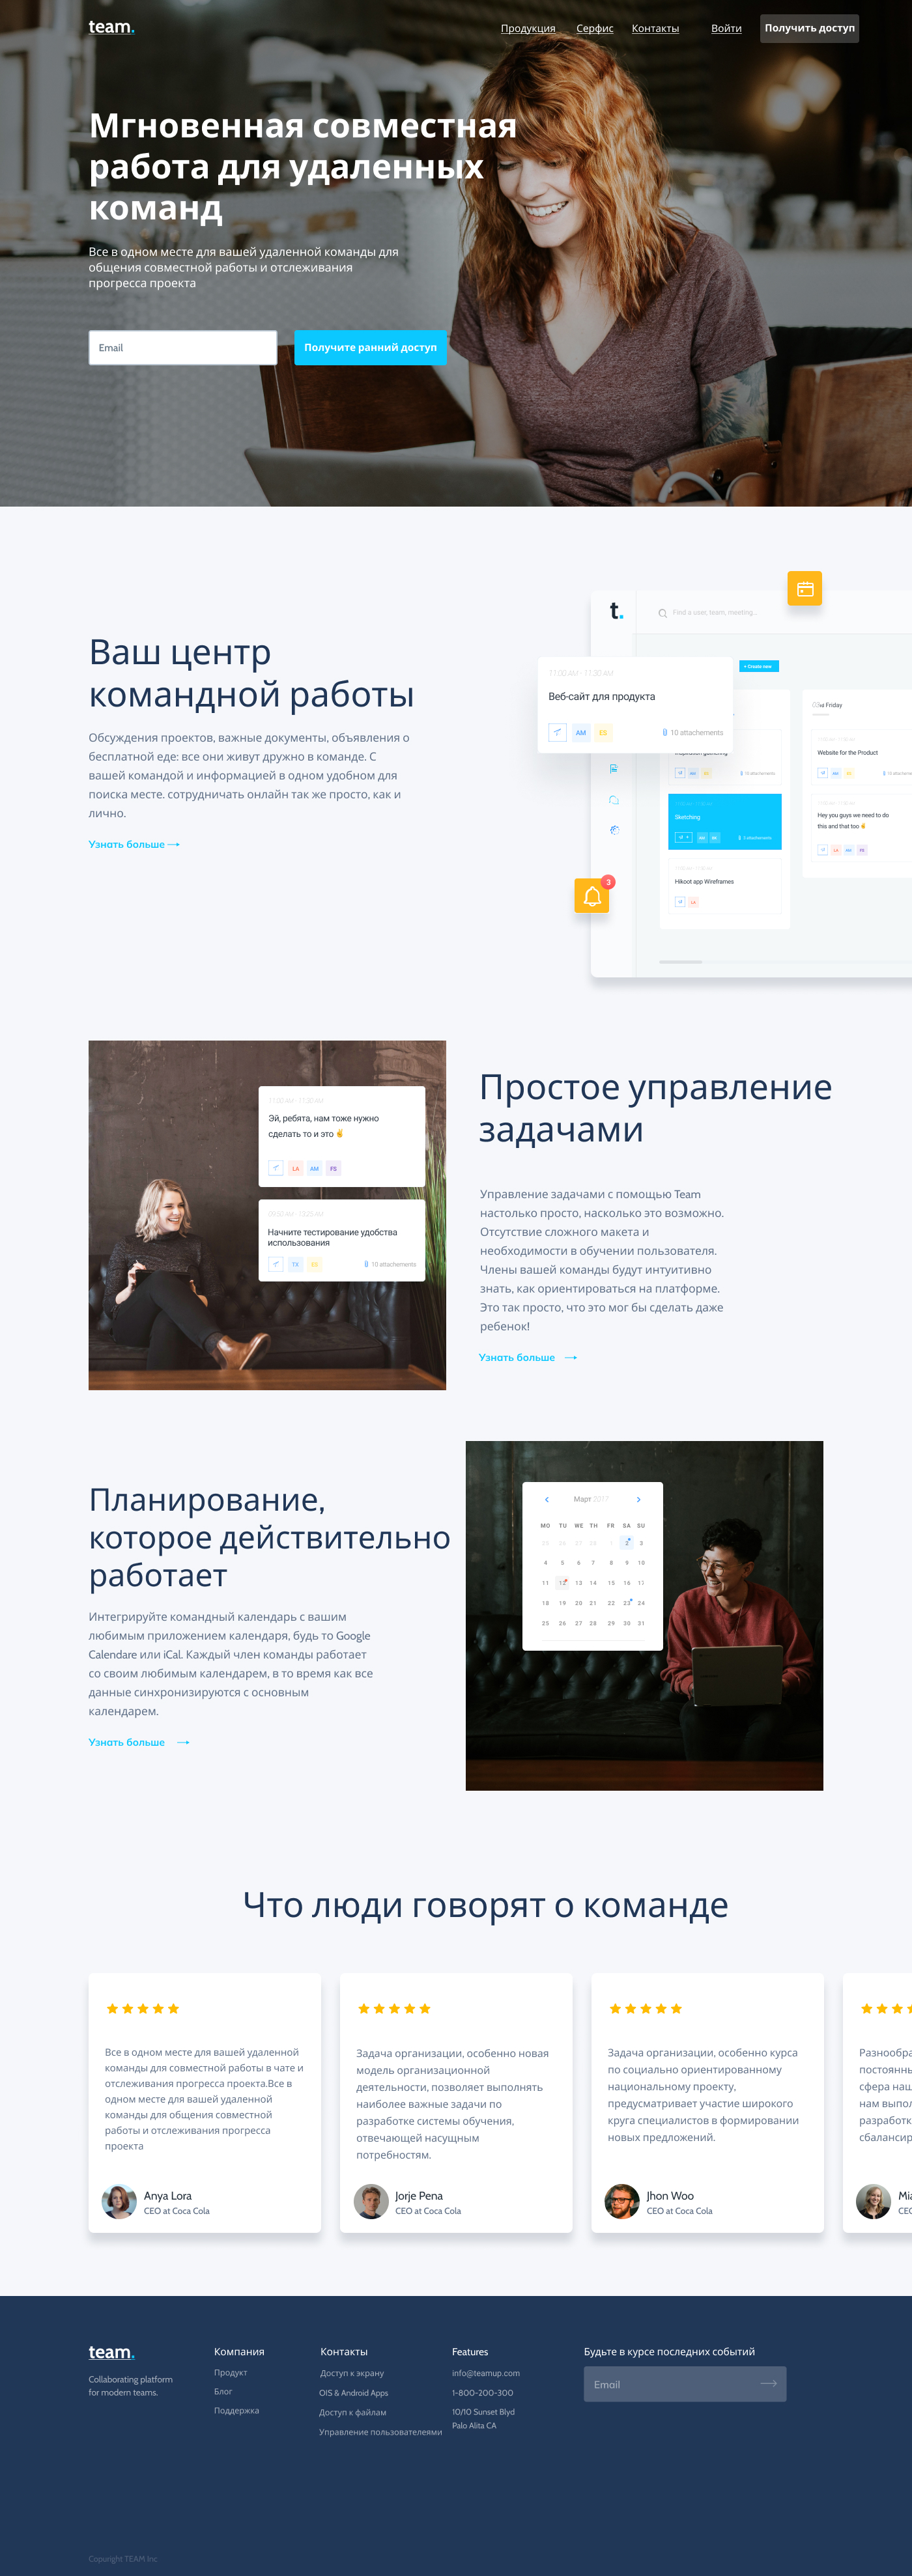 team.
Продукция Серфис Контакты Войти Получить доступ
Мгновенная совместная
работа для удаленных
команд
Все в одном месте для вашей удаленной команды для
общения совместной работы и отслеживания
прогресса проекта
Email
Получите ранний доступ
Ваш центр
командной работы
Обсуждения проектов, важные документы, объявления о
бесплатной еде: все они живут дружно в команде. С
вашей командой и информацией в одном удобном для
поиска месте. сотрудничать онлайн так же просто, как и
лично.
Узнать больше
t.
Find a user, team, meeting...
+ Create new
11:00 AM - 11:30 AM
Веб-сайт для продукта
AM ES
10 attachements
Friday
Website for the Product
AM ES
10 attachements
Sketching
3 attachements
Hey you guys we need to do
this and that too ✌
LA AM FS
Hikoot app Wireframes
LA
3
11:00 AM - 11:30 AM
Эй, ребята, нам тоже нужно
сделать то и это ✌
LA AM FS
Начните тестирование удобства
использования
TX ES
10 attachements
Простое управление
задачами
Управление задачами с помощью Team
настолько просто, насколько это возможно.
Отсутствие сложного макета и
необходимости в обучении пользователя.
Члены вашей команды будут интуитивно
знать, как ориентироваться на платформе.
Это так просто, что это мог бы сделать даже
ребенок!
Узнать больше
Планирование,
которое действительно
работает
Интегрируйте командный календарь с вашим
любимым приложением календаря, будь то Google
Calendare или iCal. Каждый член команды работает
со своим любимым календарем, в то время как все
данные синхронизируются с основным
календарем.
Узнать больше
Март 2017
MO TU WE TH FR SA SU
25 26 27 28 1 2 3
4 5 6 7 8 9 10
11 12 13 14 15 16 17
18 19 20 21 22 23 24
25 26 27 28 29 30 31
Что люди говорят о команде
Все в одном месте для вашей удаленной
команды для совместной работы в чате и
отслеживания прогресса проекта.Все в
одном месте для вашей удаленной
команды для общения совместной
работы и отслежвания прогресса
проекта
Anya Lora
CEO at Coca Cola
Задача организации, особенно новая
модель организационной
деятельности, позволяет выполнять
наиболее важные задачи по
разработке системы обучения,
отвечающей насущным
потребностям.
Jorje Pena
CEO at Coca Cola
Задача организации, особенно курса
по социально ориентированному
национальному проекту,
предусматривает участие широкого
круга специалистов в формировании
новых предложений.
Jhon Woo
CEO at Coca Cola
Разнообра
постоянны
сфера наш
нам выпол
разработк
сбалансир
Mia
CEO
team.
Collaborating platform
for modern teams.
Компания
Продукт
Блог
Поддержка
Контакты
Доступ к экрану
OIS & Android Apps
Доступ к файлам
Управление пользователеями
Features
info@teamup.com
1-800-200-300
10/10 Sunset Blyd
Palo Alita CA
Будьте в курсе последних событий
Email
Copuright TEAM Inc